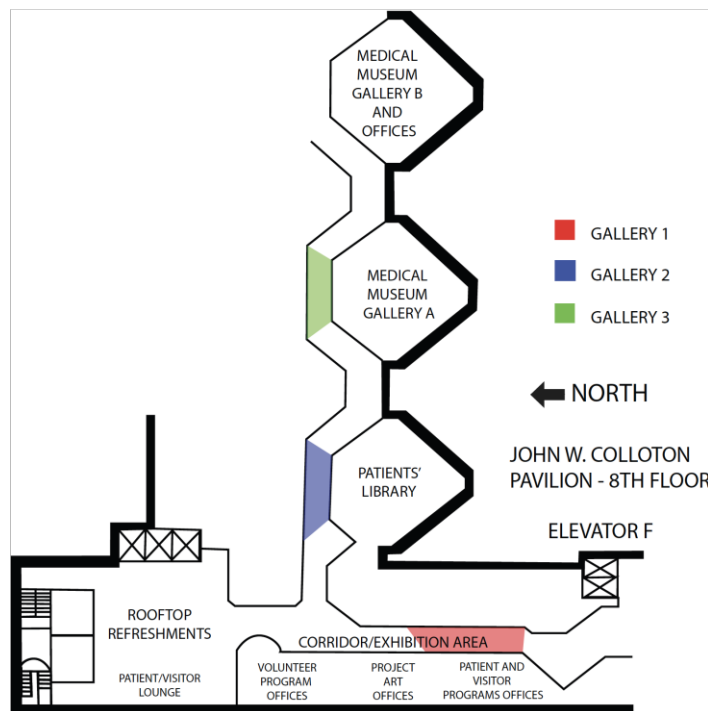 MEDICAL
MUSEUM
GALLERY B
AND
OFFICES
GALLERY 1
GALLERY 2
GALLERY 3
MEDICAL
MUSEUM
GALLERY A
NORTH
JOHN W. COLLOTON
PAVILION - 8TH FLOOR
PATIENTS’
LIBRARY
ELEVATOR F
ROOFTOP
REFRESHMENTS
CORRIDOR/EXHIBITION AREA
PATIENT/VISITOR
LOUNGE
VOLUNTEER
PROGRAM
OFFICES
PROJECT
ART
OFFICES
PATIENT AND
VISITOR
PROGRAMS OFFICES